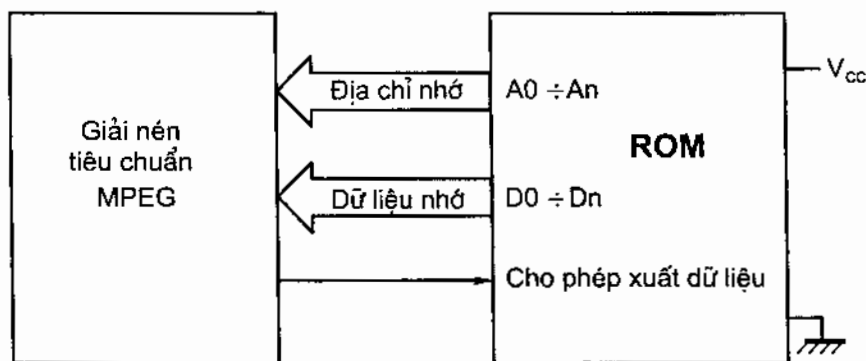 Địa chỉ nhớ
A0 ÷An
Vcc
Giải nén
tiêu chuẩn
MPEG
ROM
Dữ liệu nhớ
D0 ÷Dn
Cho phép xuất dữ liệu